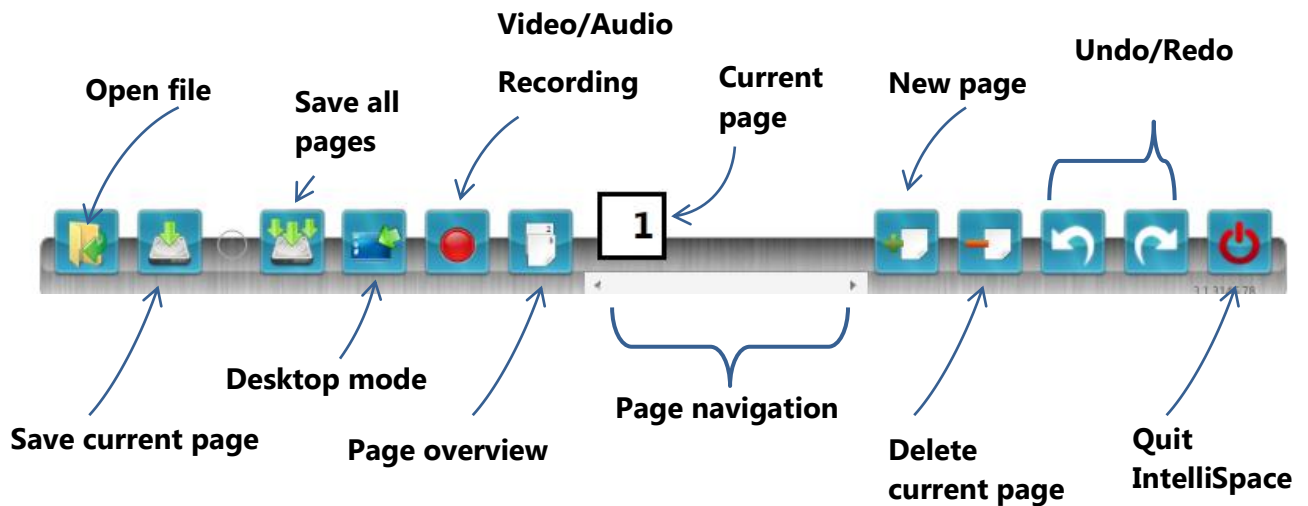 Video/Audio
Recording
Undo/Redo
Open file
Save all
pages
Current
page
New page
1
Desktop mode
Page navigation
Save current page
Page overview
Delete
current page
Quit
IntelliSpace